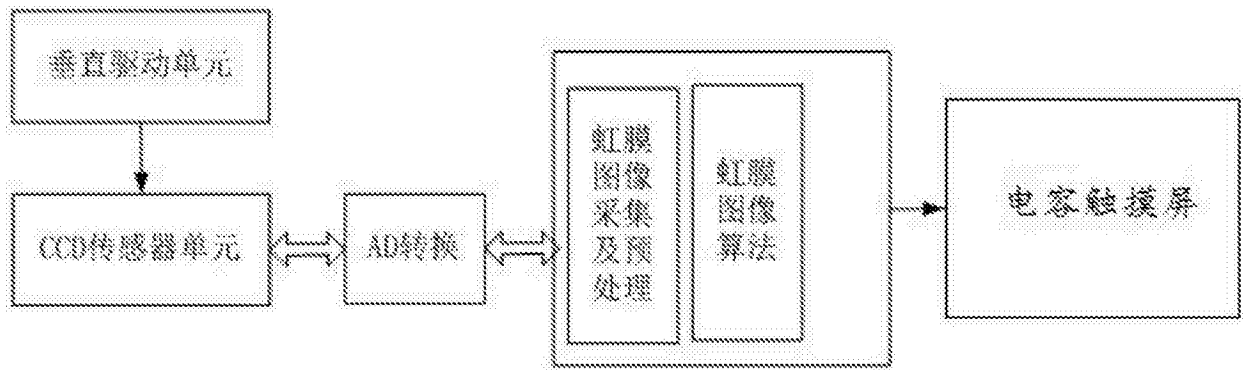 垂直驱动单元
CCD传感器单元
AD转换
虹膜
图像
采集
及预
处理
虹膜
图像
算法
电容触摸屏